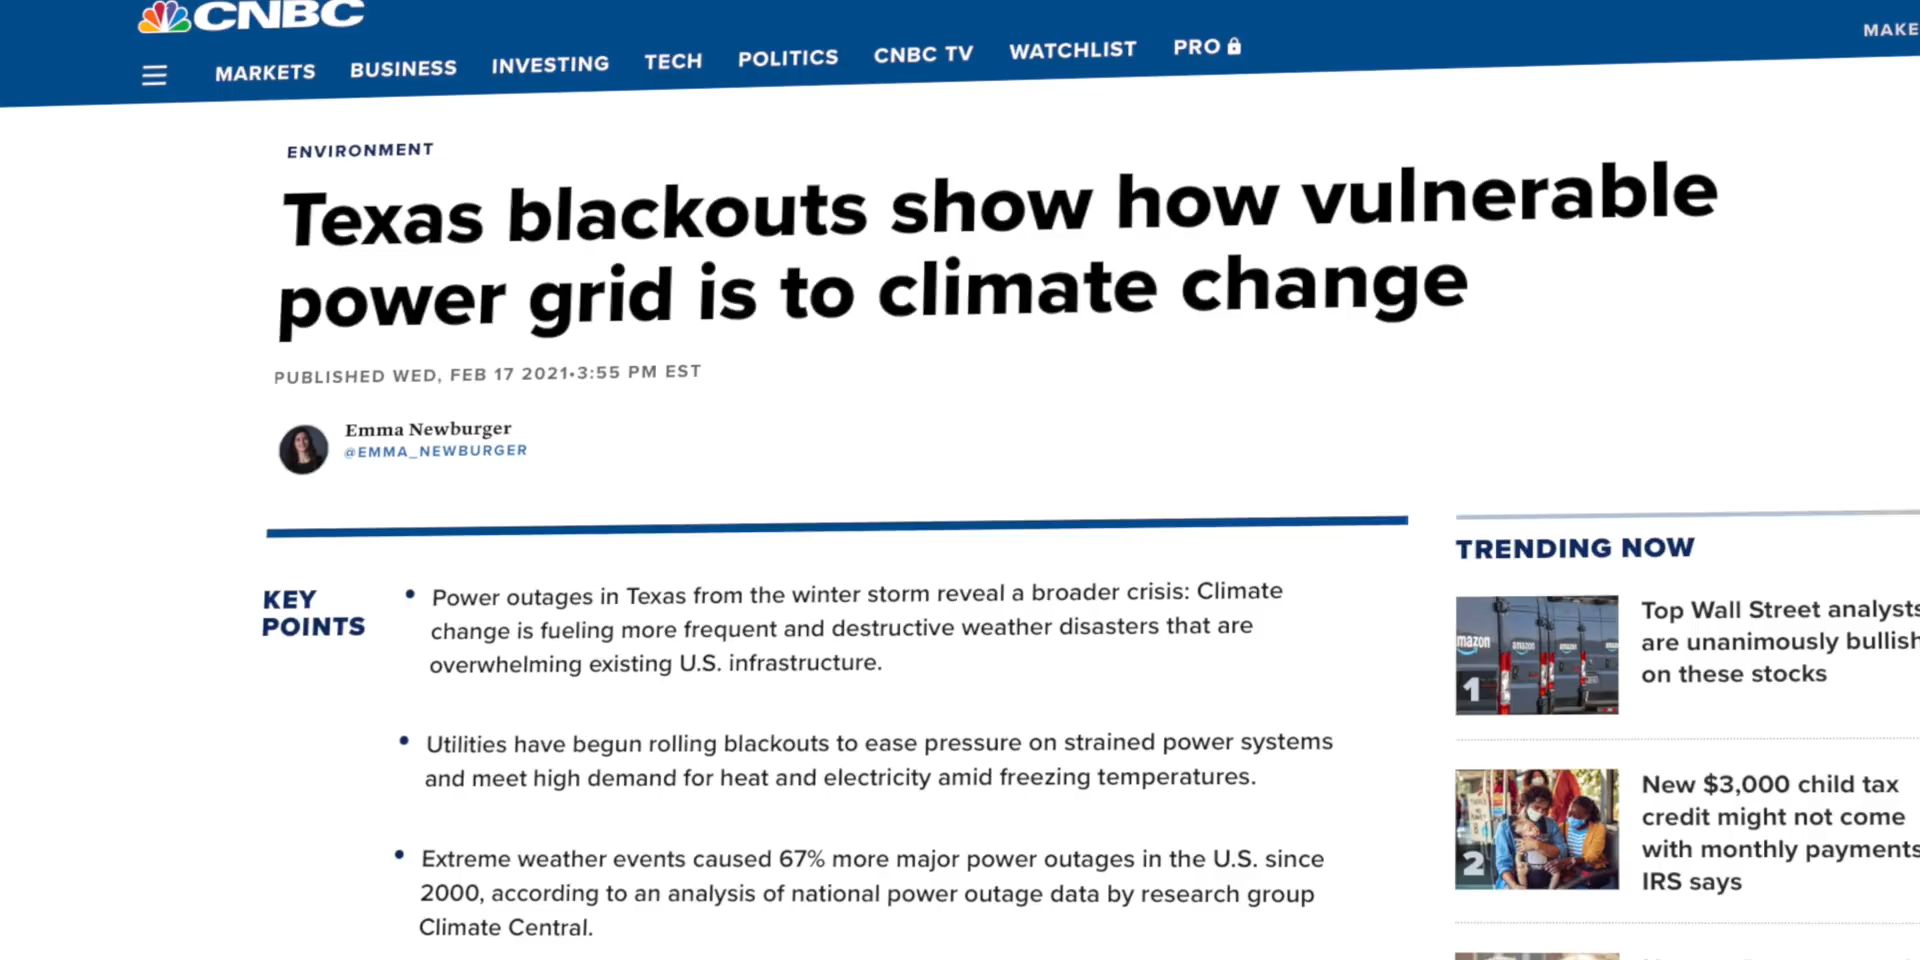 CNBC
MARKETS BUSINESS INVESTING TECH POLITICS CNBC TV WATCHLIST PRO
MAKE
ENVIRONMENT
Texas blackouts show how vulnerable
power grid is to climate change
PUBLISHED WED, FEB 17 2021•3:55 PM EST
Emma Newburger
@EMMA_NEWBURGER
KEY
POINTS
• Power outages in Texas from the winter storm reveal a broader crisis: Climate
change is fueling more frequent and destructive weather disasters that are
overwhelming existing U.S. infrastructure.
• Utilities have begun rolling blackouts to ease pressure on strained power systems
and meet high demand for heat and electricity amid freezing temperatures.
• Extreme weather events caused 67% more major power outages in the U.S. since
2000, according to an analysis of national power outage data by research group
Climate Central.
TRENDING NOW
mazon amazon amazon
1
Top Wall Street analysts
are unanimously bullish
on these stocks
2
New $3,000 child tax
credit might not come
with monthly payments
IRS says